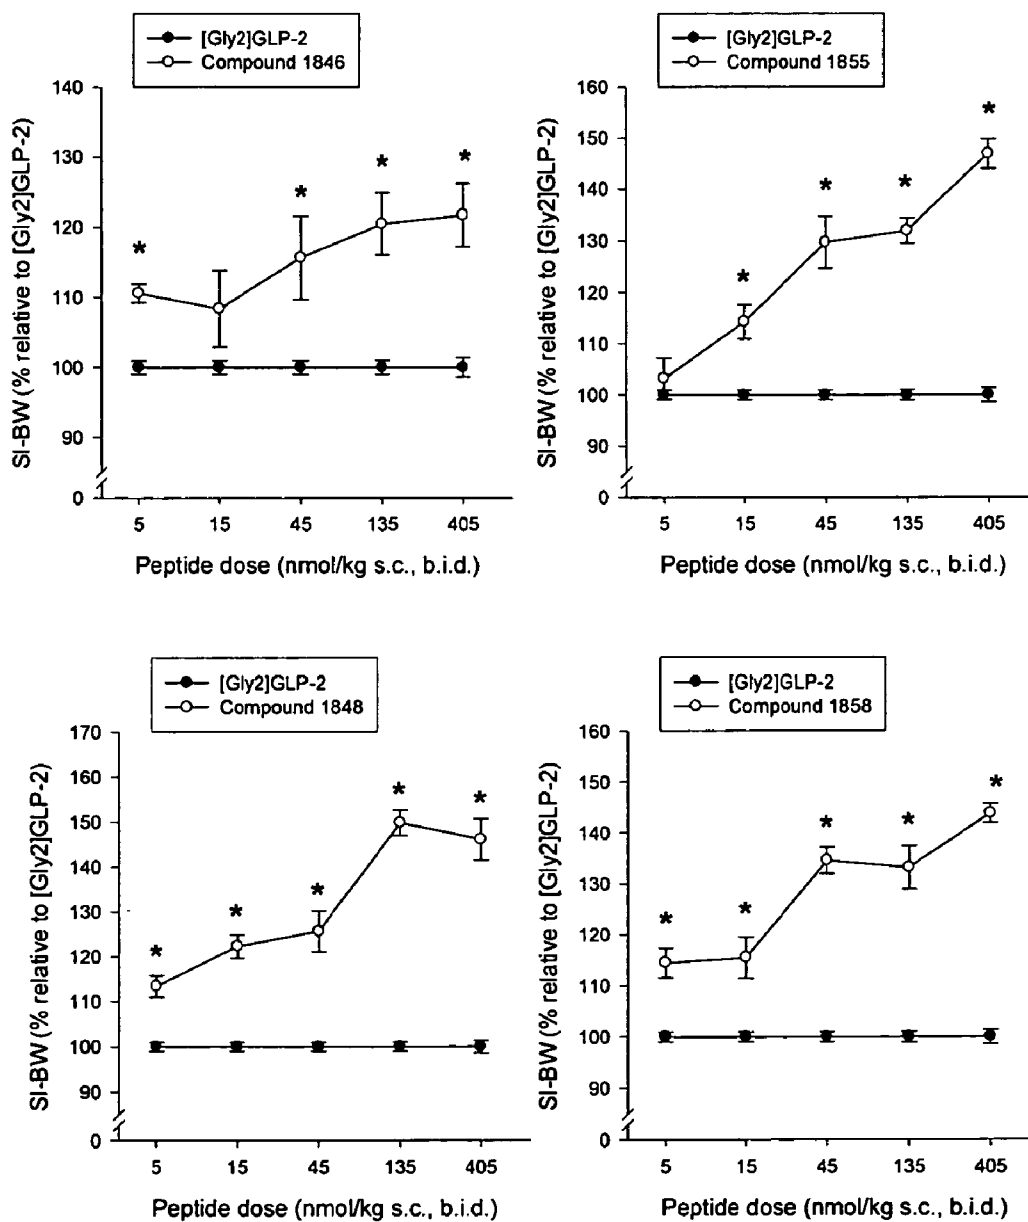 [Gly2]GLP-2
Compound 1846
SI-BW (% relative to [Gly2]GLP-2)
140
130
120
110
100
90
0
* * * *
5 15 45 135 405
Peptide dose (nmol/kg s.c., b.i.d.)
[Gly2]GLP-2
Compound 1855
SI-BW (% relative to [Gly2]GLP-2)
160
150
140
130
120
110
100
90
0
* * * *
5 15 45 135 405
Peptide dose (nmol/kg s.c., b.i.d.)
[Gly2]GLP-2
Compound 1848
SI-BW (% relative to [Gly2]GLP-2)
170
160
150
140
130
120
110
100
90
0
* * * * *
5 15 45 135 405
Peptide dose (nmol/kg s.c., b.i.d.)
[Gly2]GLP-2
Compound 1858
SI-BW (% relative to [Gly2]GLP-2)
160
150
140
130
120
110
100
90
0
* * * * *
5 15 45 135 405
Peptide dose (nmol/kg s.c., b.i.d.)